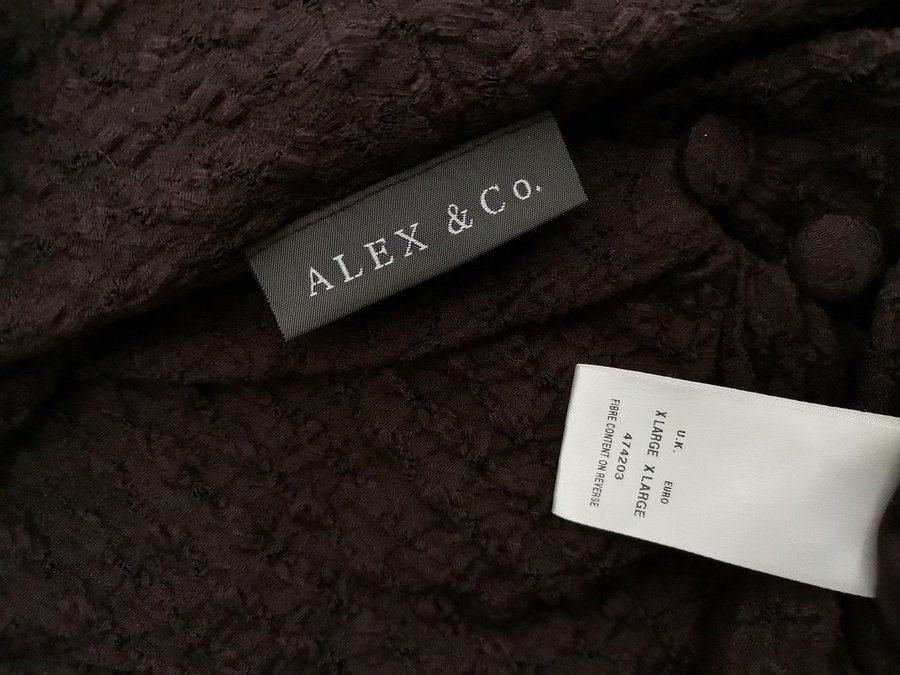 ALEX & Co.
U.K. EURO
X LARGE X LARGE
474203
FIBRE CONTENT ON REVERSE